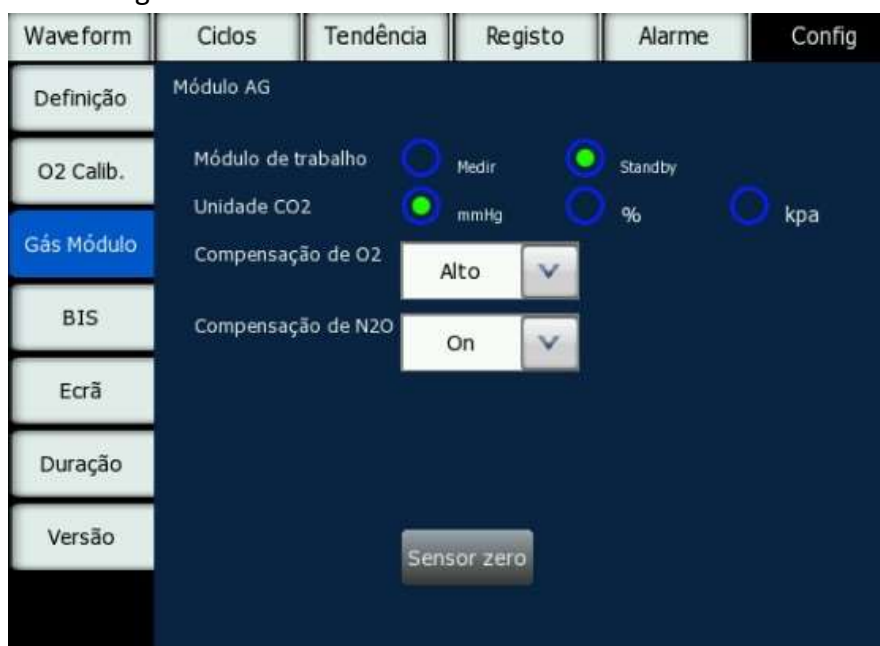 Waveform Ciclos Tendência Registo Alarme Config
Definição
O2 Calib.
Gás Módulo
BIS
Ecrã
Duração
Versão
Módulo AG
Módulo de trabalho Medir Standby
Unidade CO2 mmHg % kpa
Compensação de O2 Alto
Compensação de N2O On
Sensor zero